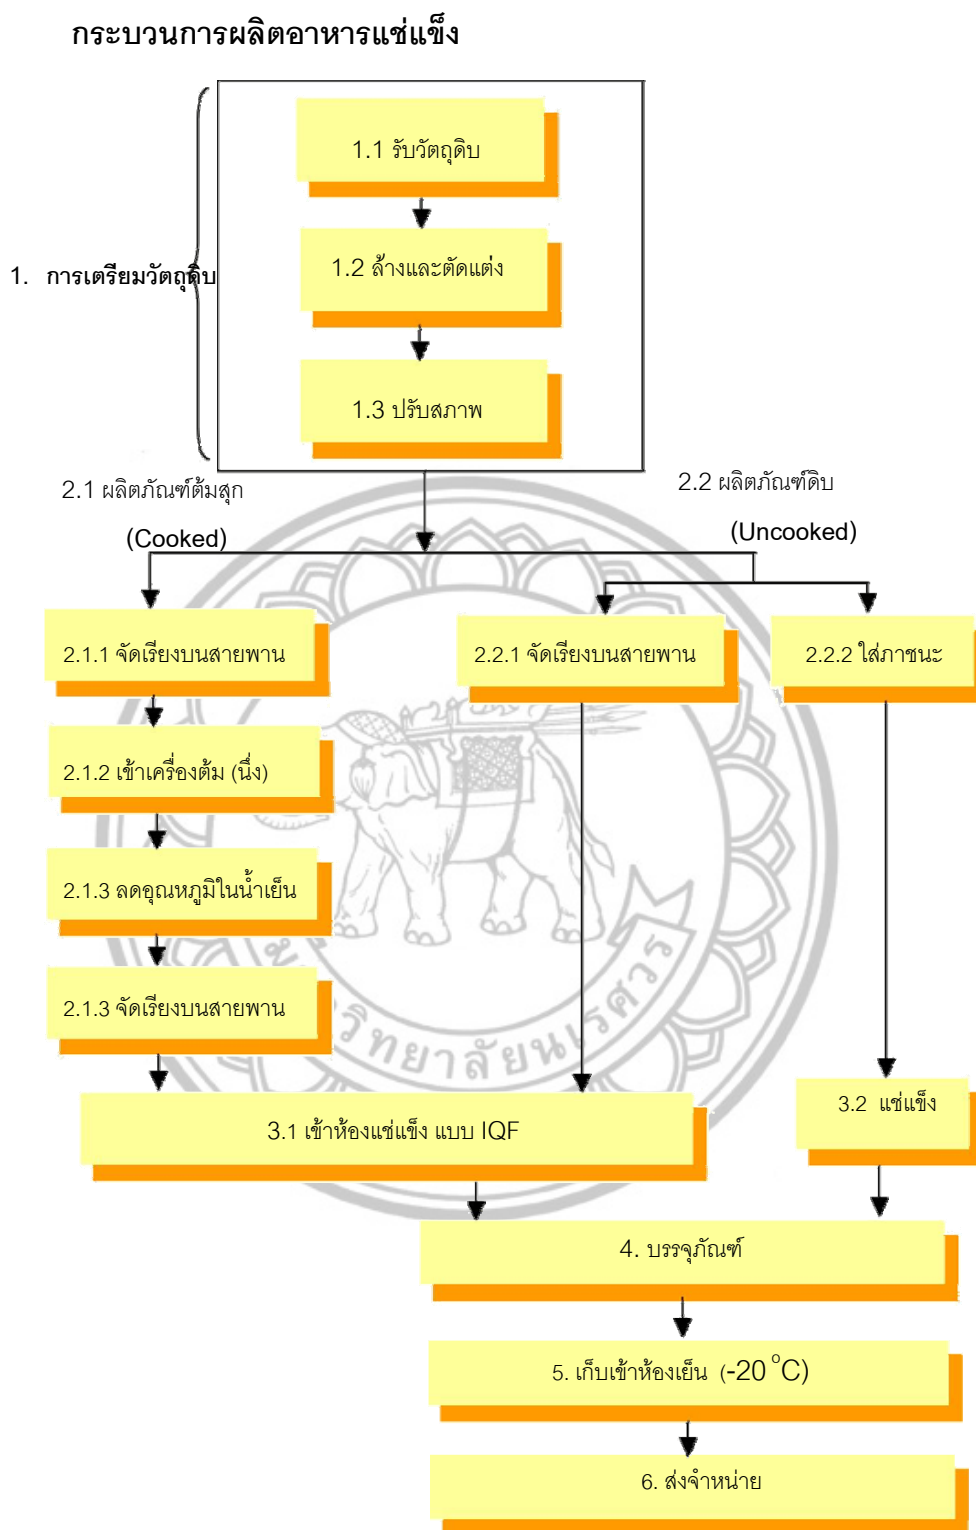 กระบวนการผลิตอาหารแช่แข็ง
1.1 รับวัตถุดิบ
1. การเตรียมวัตถุดิบ
1.2 ล้างและตัดแต่ง
1.3 ปรับสภาพ
2.1 ผลิตภัณฑ์ต้มสุก
(Cooked)
2.2 ผลิตภัณฑ์ดิบ
(Uncooked)
2.1.1 จัดเรียงบนสายพาน
2.2.1 จัดเรียงบนสายพาน
2.2.2 ใส่ภาชนะ
2.1.2 เข้าเครื่องต้ม (นึ่ง)
2.1.3 ลดอุณหภูมิในน้ำเย็น
2.1.3 จัดเรียงบนสายพาน
วิทยาลัยนเรศวร
3.1 เข้าห้องแช่แข็ง แบบ IQF
3.2 แช่แข็ง
4. บรรจุภัณฑ์
5. เก็บเข้าห้องเย็น (-20 °C)
6. ส่งจำหน่าย